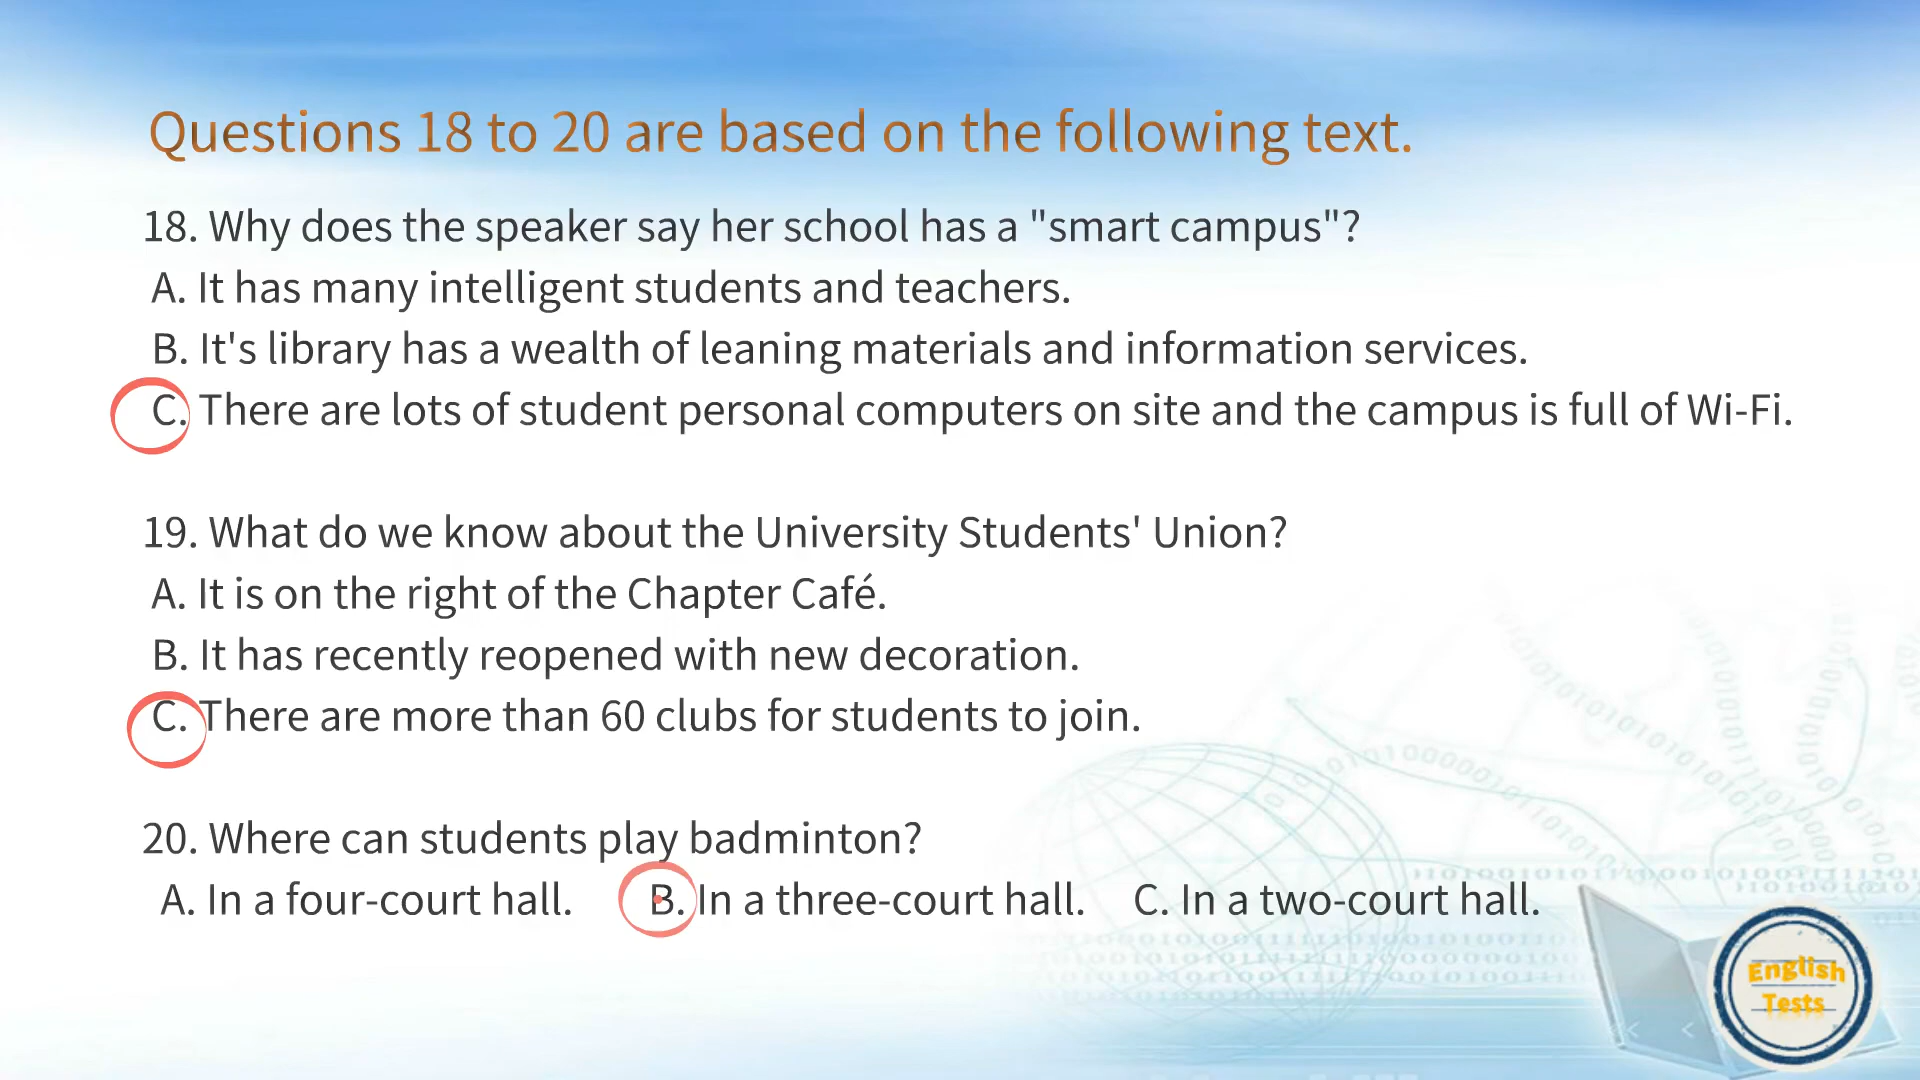 Questions 18 to 20 are based on the following text.
18. Why does the speaker say her school has a "smart campus"?
A. It has many intelligent students and teachers.
B. It's library has a wealth of leaning materials and information services.
C. There are lots of student personal computers on site and the campus is full of Wi-Fi.
19. What do we know about the University Students' Union?
A. It is on the right of the Chapter Café.
B. It has recently reopened with new decoration.
C. There are more than 60 clubs for students to join.
20. Where can students play badminton?
A. In a four-court hall. B. In a three-court hall. C. In a two-court hall.
English
Tests